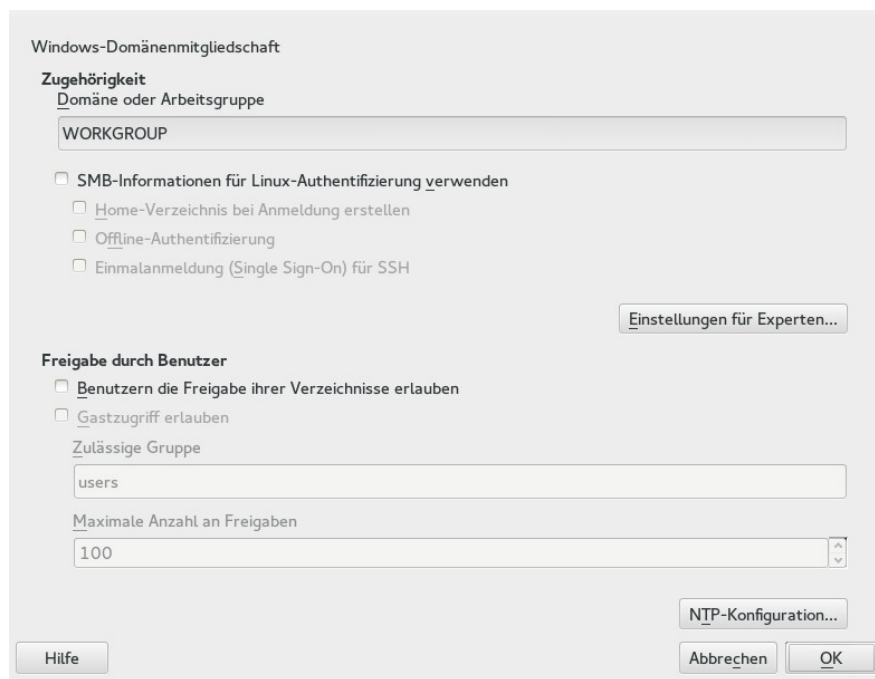 Windows-Domänenmitgliedschaft
Zugehörigkeit
Domäne oder Arbeitsgruppe
WORKGROUP
SMB-Informationen für Linux-Authentifizierung verwenden
Home-Verzeichnis bei Anmeldung erstellen
Offline-Authentifizierung
Einmalanmeldung (Single Sign-On) für SSH
Einstellungen für Experten...
Freigabe durch Benutzer
Benutzern die Freigabe ihrer Verzeichnisse erlauben
Gastzugriff erlauben
Zulässige Gruppe
users
Maximale Anzahl an Freigaben
100
NTP-Konfiguration...
Hilfe Abbrechen OK